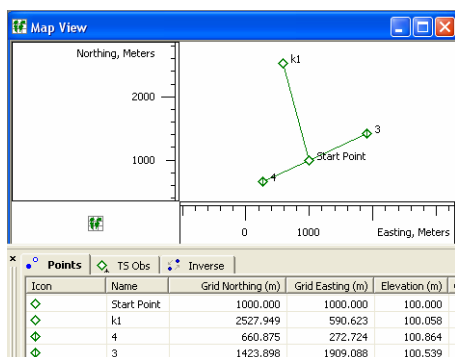 Map View
Northing, Meters
2000
1000
k1
3
Start Point
4
0 1000 Easting, Meters
Points TS Obs Inverse
Icon Name Grid Northing (m) Grid Easting (m) Elevation (m)
Start Point 1000.000 1000.000 100.000
k1 2527.949 590.623 100.058
4 660.875 272.724 100.864
3 1423.898 1909.088 100.539